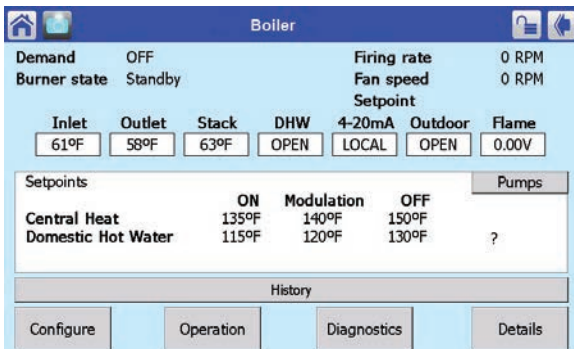 Boiler
Demand OFF Firing rate 0 RPM
Burner state Standby Fan speed 0 RPM
Setpoint
Inlet Outlet Stack DHW 4-20mA Outdoor Flame
61ºF 58ºF 63ºF OPEN LOCAL OPEN 0.00V
Setpoints Pumps
ON Modulation OFF
Central Heat 135ºF 140ºF 150ºF
Domestic Hot Water 115ºF 120ºF 130ºF ?
History
Configure Operation Diagnostics Details